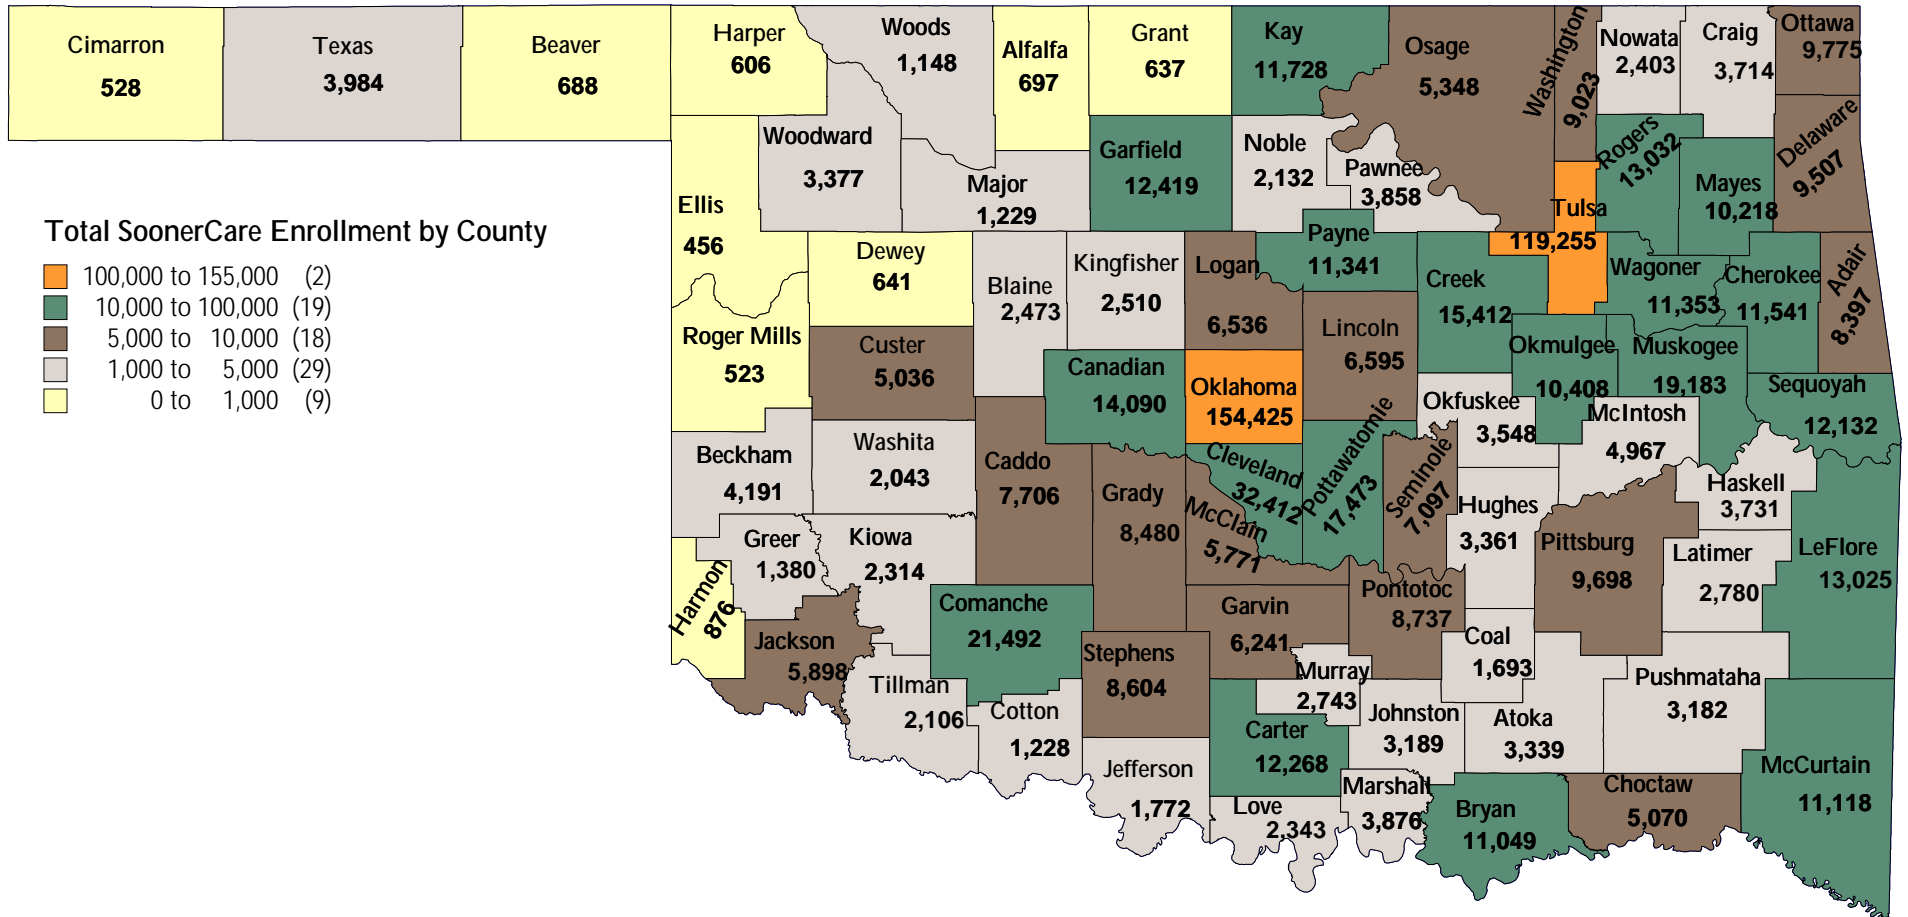 Cimarron
528
Texas
3,984
Beaver
688
Harper
606
Woods
1,148
Alfalfa
697
Grant
637
Kay
11,728
Osage
5,348
Washington
9,023
Nowata
2,403
Craig
3,714
Ottawa
9,775
Woodward
3,377
Major
1,229
Garfield
12,419
Noble
2,132
Pawnee
3,858
Rogers
13,032
Mayes
10,218
Delaware
9,507
Ellis
456
Dewey
641
Blaine
2,473
Kingfisher
2,510
Logan
6,536
Payne
11,341
Creek
15,412
Tulsa
119,255
Wagoner
11,353
Cherokee
11,541
Adair
8,397
Total SoonerCare Enrollment by County
100,000 to 155,000 (2)
10,000 to 100,000 (19)
5,000 to 10,000 (18)
1,000 to 5,000 (29)
0 to 1,000 (9)
Roger Mills
523
Custer
5,036
Canadian
14,090
Oklahoma
154,425
Lincoln
6,595
Okfuskee
3,548
Okmulgee
10,408
Muskogee
19,183
McIntosh
4,967
Sequoyah
12,132
Beckham
4,191
Washita
2,043
Caddo
7,706
Grady
8,480
McClain
5,771
Cleveland
32,412
Pottawatomie
17,473
Seminole
7,097
Hughes
3,361
Pittsburg
9,698
Haskell
3,731
Latimer
2,780
LeFlore
13,025
Greer
1,380
Kiowa
2,314
Harmon
876
Jackson
5,898
Comanche
21,492
Tillman
2,106
Cotton
1,228
Stephens
8,604
Garvin
6,241
Pontotoc
8,737
Murray
2,743
Coal
1,693
Johnston
3,189
Atoka
3,339
Pushmataha
3,182
Carter
12,268
Jefferson
1,772
Love
2,343
Marshall
3,876
Bryan
11,049
Choctaw
5,070
McCurtain
11,118